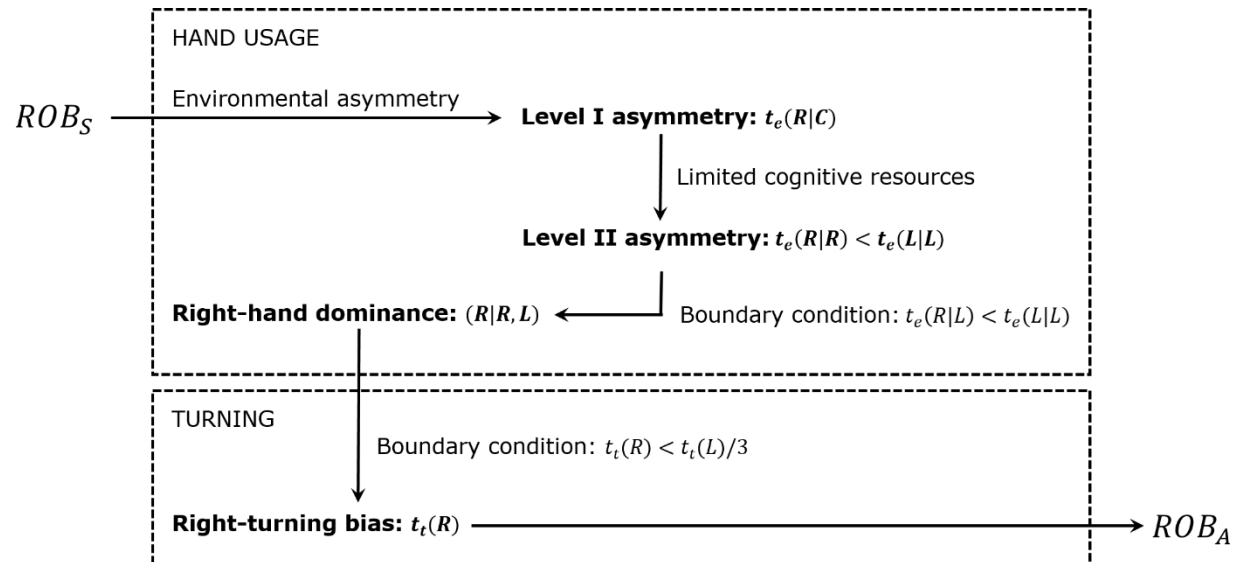 HAND USAGE
ROB_S
Environmental asymmetry
Level I asymmetry: t_e(R|C)
Limited cognitive resources
Level II asymmetry: t_e(R|R) < t_e(L|L)
Right-hand dominance: (R|R, L)
Boundary condition: t_e(R|L) < t_e(L|L)
TURNING
Boundary condition: t_t(R) < t_t(L)/3
Right-turning bias: t_t(R)
ROB_A